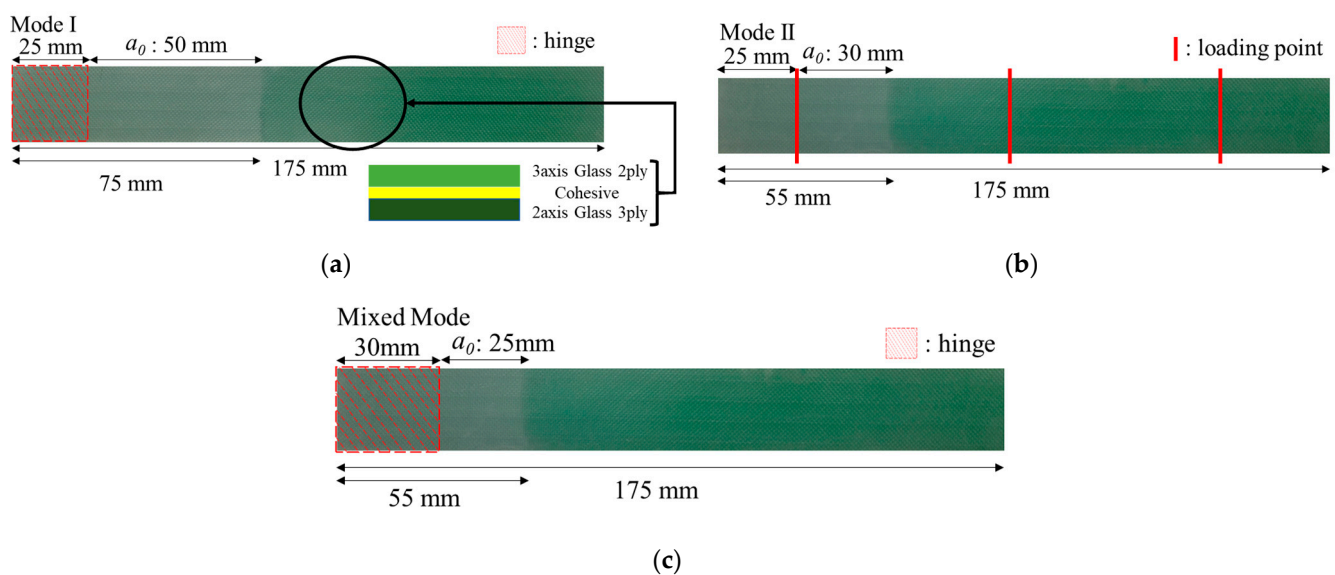 Mode I
25 mm
a₀ : 50 mm
: hinge
175 mm
75 mm
3axis Glass 2ply
Cohesive
2axis Glass 3ply
(a)
Mode II
25 mm
a₀: 30 mm
: loading point
175 mm
55 mm
(b)
Mixed Mode
30mm
a₀: 25mm
: hinge
175 mm
55 mm
(c)